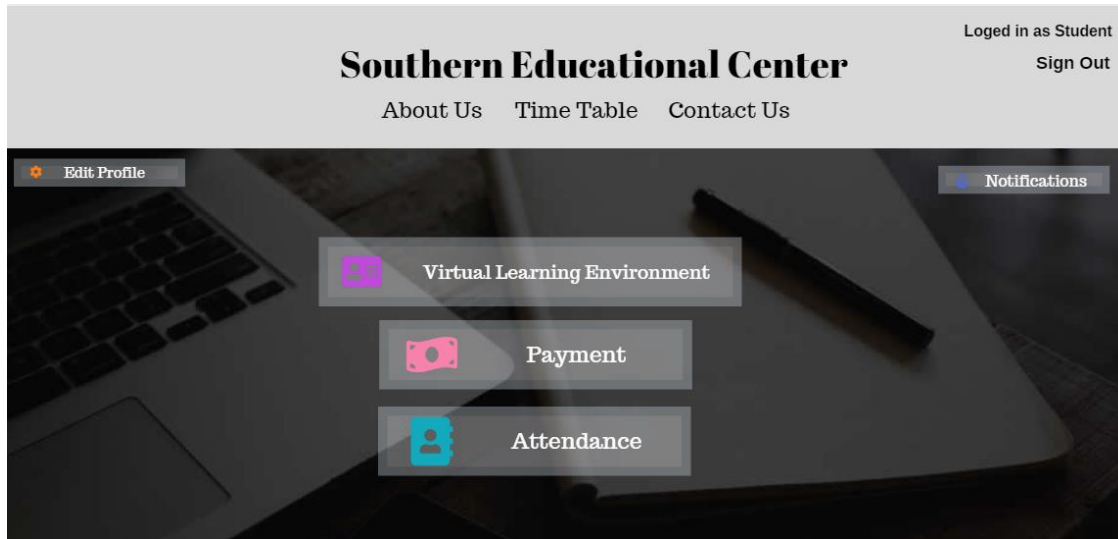 Loged in as Student
Southern Educational Center
Sign Out
About Us Time Table Contact Us
Edit Profile
Notifications
Virtual Learning Environment
Payment
Attendance